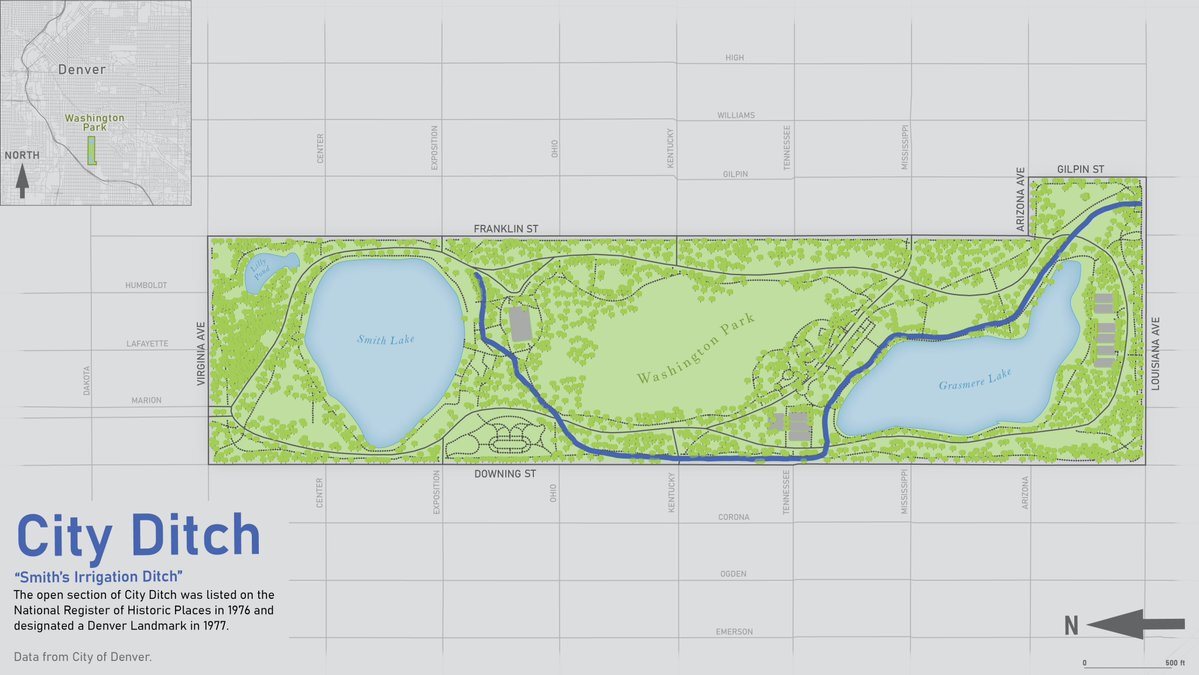 Denver
Washington
Park
NORTH
HIGH
WILLIAMS
CENTER
EXPOSITION
OHIO
KENTUCKY
TENNESSEE
MISSISSIPPI
GILPIN
ARIZONA AVE
GILPIN ST
FRANKLIN ST
Lilly
Pond
HUMBOLDT
LAFAYETTE
MARION
DAKOTA
VIRGINIA AVE
Smith Lake
Washington Park
Grasmere Lake
LOUISIANA AVE
DOWNING ST
CENTER
EXPOSITION
OHIO
KENTUCKY
TENNESSEE
MISSISSIPPI
ARIZONA
CORONA
OGDEN
EMERSON
City Ditch
“Smith’s Irrigation Ditch”
The open section of City Ditch was listed on the
National Register of Historic Places in 1976 and
designated a Denver Landmark in 1977.
Data from City of Denver.
N
0 500 ft